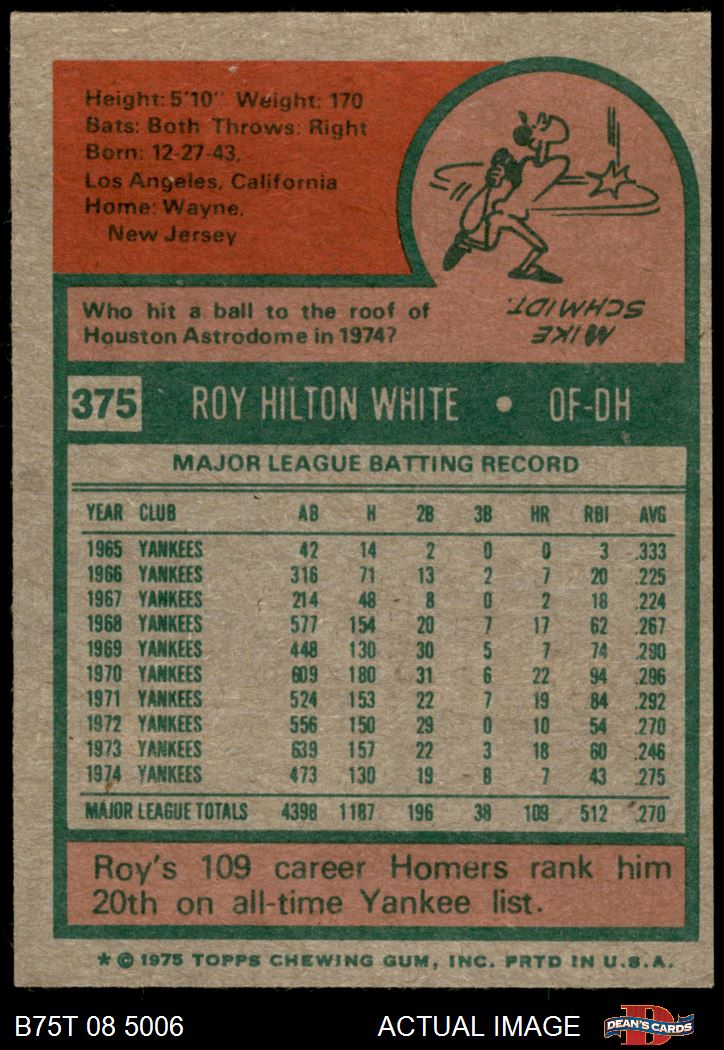 Height: 5'10" Weight: 170
Bats: Both Throws: Right
Born: 12-27-43,
Los Angeles, California
Home: Wayne,
New Jersey
Who hit a ball to the roof of
Houston Astrodome in 1974?
MIKE
SCHMIDT.
375 ROY HILTON WHITE • OF-DH
MAJOR LEAGUE BATTING RECORD
YEAR CLUB AB H 2B 3B HR RBI AVG
1965 YANKEES 42 14 2 0 0 3 .333
1966 YANKEES 316 71 13 2 7 20 .225
1967 YANKEES 214 48 8 0 2 18 .224
1968 YANKEES 577 154 20 7 17 62 .267
1969 YANKEES 448 130 30 5 7 74 .290
1970 YANKEES 609 180 31 6 22 94 .296
1971 YANKEES 524 153 22 7 19 84 .292
1972 YANKEES 556 150 29 0 10 54 .270
1973 YANKEES 639 157 22 3 18 60 .246
1974 YANKEES 473 130 19 8 7 43 .275
MAJOR LEAGUE TOTALS 4398 1187 196 38 109 512 .270
Roy's 109 career Homers rank him
20th on all-time Yankee list.
* © 1975 TOPPS CHEWING GUM, INC. PRTD IN U.S.A.
B75T 08 5006 ACTUAL IMAGE D DEAN'S CARDS